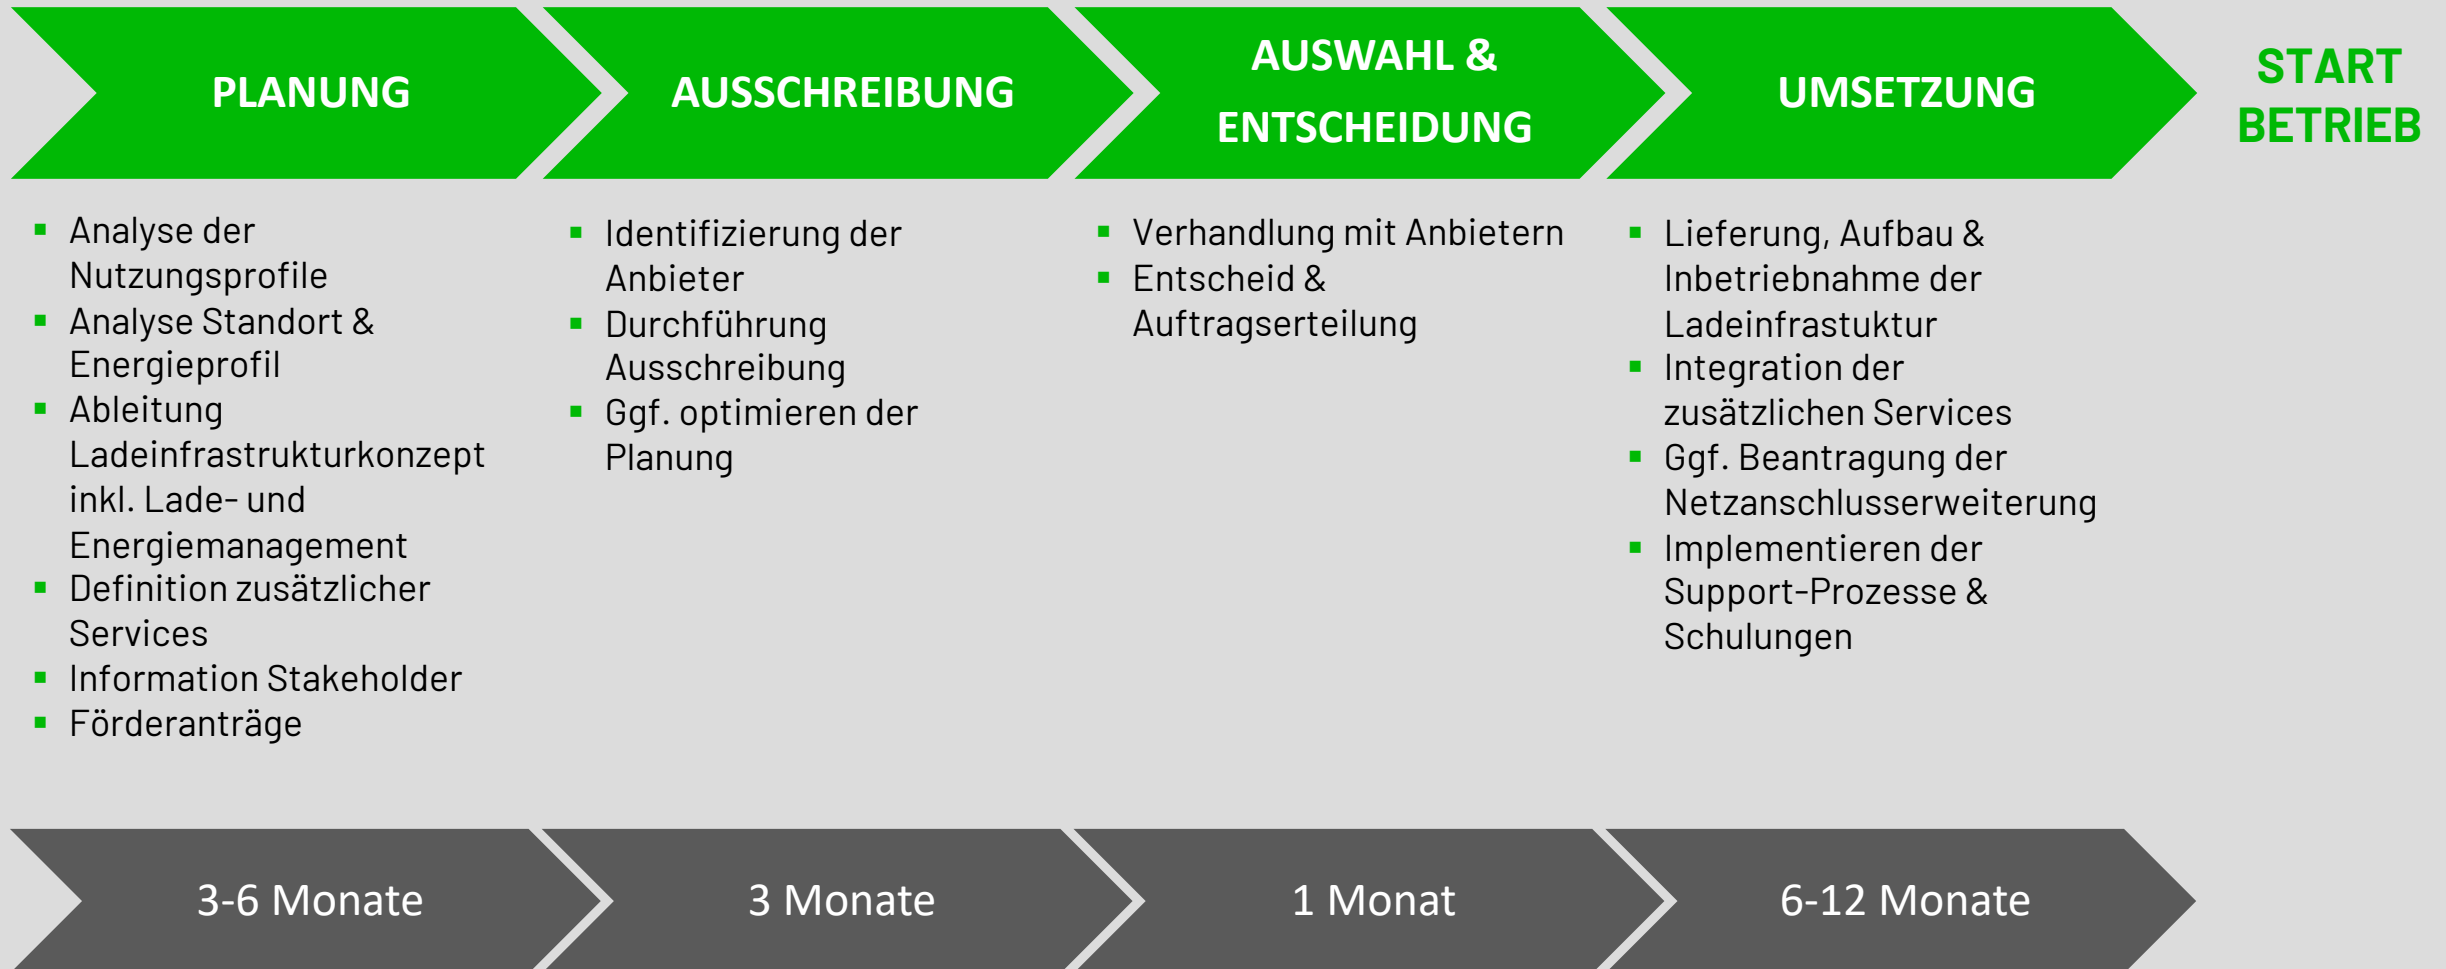 PLANUNG
AUSSCHREIBUNG
AUSWAHL &
ENTSCHEIDUNG
UMSETZUNG
START
BETRIEB
▪ Analyse der
Nutzungsprofile
▪ Analyse Standort &
Energieprofil
▪ Ableitung
Ladeinfrastrukturkonzept
inkl. Lade- und
Energiemanagement
▪ Definition zusätzlicher
Services
▪ Information Stakeholder
▪ Förderanträge
▪ Identifizierung der
Anbieter
▪ Durchführung
Ausschreibung
▪ Ggf. optimieren der
Planung
▪ Verhandlung mit Anbietern
▪ Entscheid &
Auftragserteilung
▪ Lieferung, Aufbau &
Inbetriebnahme der
Ladeinfrastuktur
▪ Integration der
zusätzlichen Services
▪ Ggf. Beantragung der
Netzanschlusserweiterung
▪ Implementieren der
Support-Prozesse &
Schulungen
3-6 Monate
3 Monate
1 Monat
6-12 Monate